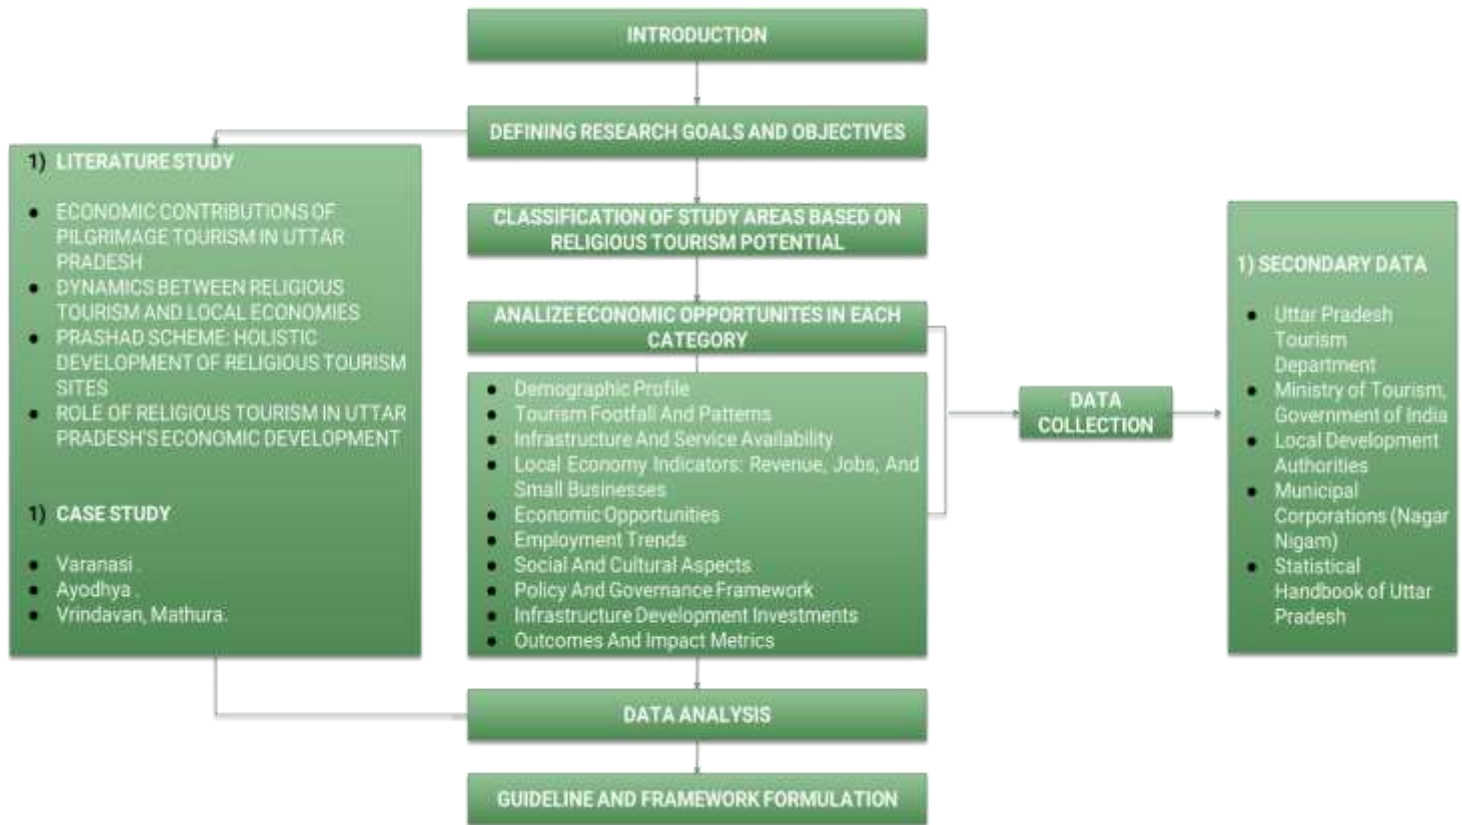 INTRODUCTION
DEFINING RESEARCH GOALS AND OBJECTIVES
1) LITERATURE STUDY
● ECONOMIC CONTRIBUTIONS OF
PILGRIMAGE TOURISM IN UTTAR
PRADESH
● DYNAMICS BETWEEN RELIGIOUS
TOURISM AND LOCAL ECONOMIES
● PRASHAD SCHEME: HOLISTIC
DEVELOPMENT OF RELIGIOUS TOURISM
SITES
● ROLE OF RELIGIOUS TOURISM IN UTTAR
PRADESH'S ECONOMIC DEVELOPMENT
1) CASE STUDY
● Varanasi .
● Ayodhya .
● Vrindavan, Mathura.
CLASSIFICATION OF STUDY AREAS BASED ON
RELIGIOUS TOURISM POTENTIAL
ANALIZE ECONOMIC OPPORTUNITES IN EACH
CATEGORY
● Demographic Profile
● Tourism Footfall And Patterns
● Infrastructure And Service Availability
● Local Economy Indicators: Revenue, Jobs, And
Small Businesses
● Economic Opportunities
● Employment Trends
● Social And Cultural Aspects
● Policy And Governance Framework
● Infrastructure Development Investments
● Outcomes And Impact Metrics
DATA
COLLECTION
1) SECONDARY DATA
● Uttar Pradesh
Tourism
Department
● Ministry of Tourism,
Government of India
● Local Development
Authorities
● Municipal
Corporations (Nagar
Nigam)
● Statistical
Handbook of Uttar
Pradesh
DATA ANALYSIS
GUIDELINE AND FRAMEWORK FORMULATION